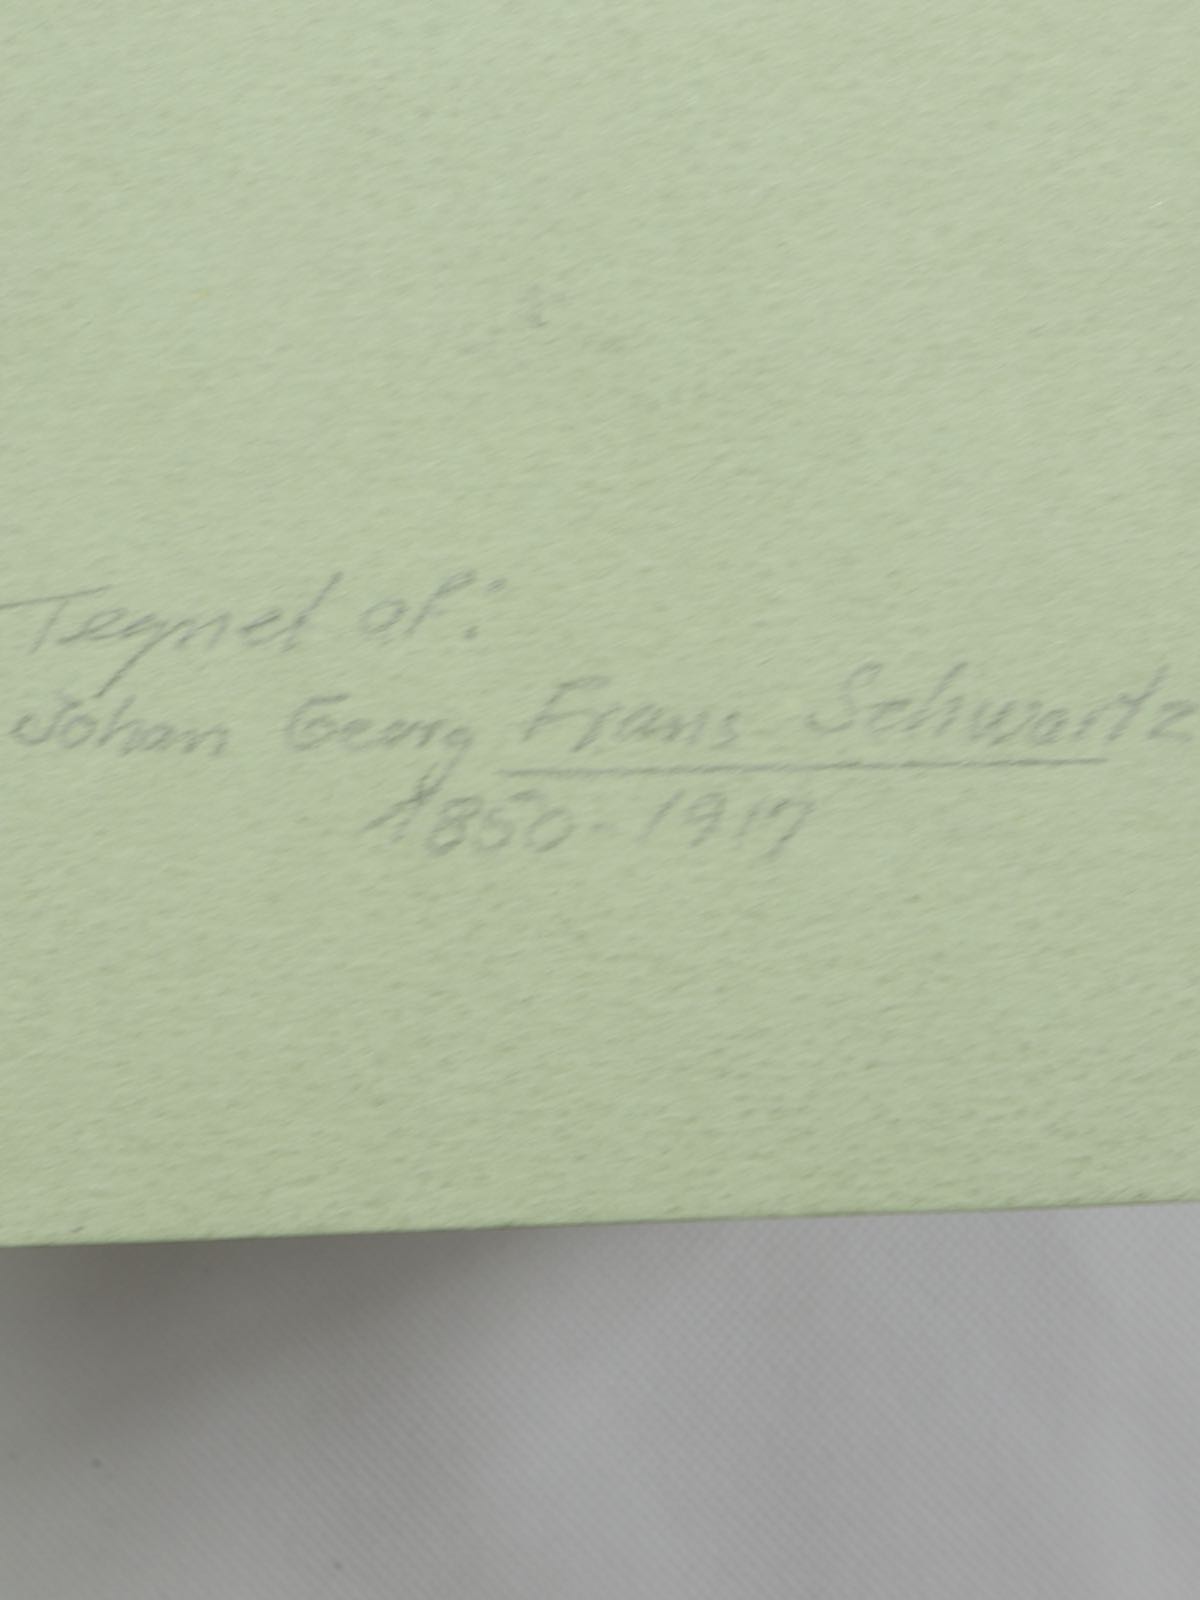 Tegnet af:
Johan Georg Frans Schwartz
1850-1917